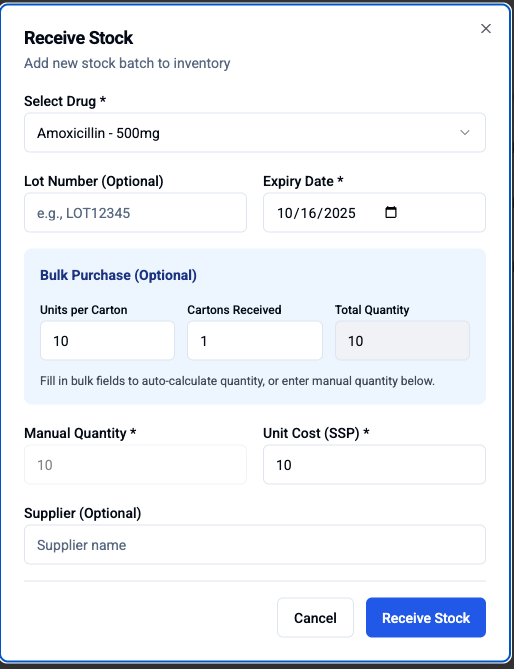 Receive Stock
Add new stock batch to inventory
Select Drug *
Amoxicillin - 500mg
Lot Number (Optional) Expiry Date *
e.g., LOT12345 10/16/2025
Bulk Purchase (Optional)
Units per Carton Cartons Received Total Quantity
10 1 10
Fill in bulk fields to auto-calculate quantity, or enter manual quantity below.
Manual Quantity * Unit Cost (SSP) *
10 10
Supplier (Optional)
Supplier name
Cancel Receive Stock